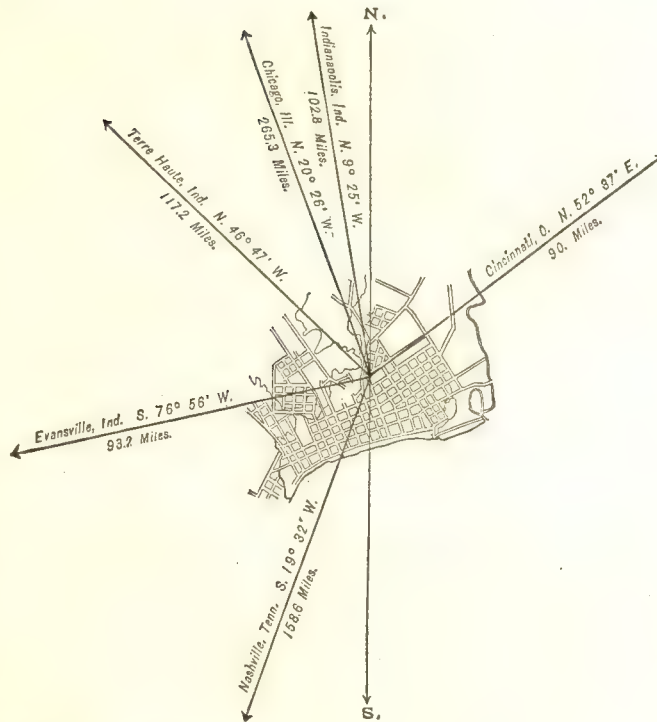 N.
Indianapolis, Ind. N. 9° 25' W.
102.8 Miles.
Chicago, Ill. N. 20° 26' W.
265.3 Miles.
Terre Haute, Ind. N. 46° 47' W.
117.2 Miles.
Cincinnati, O. N. 52° 37' E.
90. Miles.
Evansville, Ind. S. 76° 56' W.
93.2 Miles.
Nashville, Tenn. S. 19° 32' W.
158.6 Miles.
S.